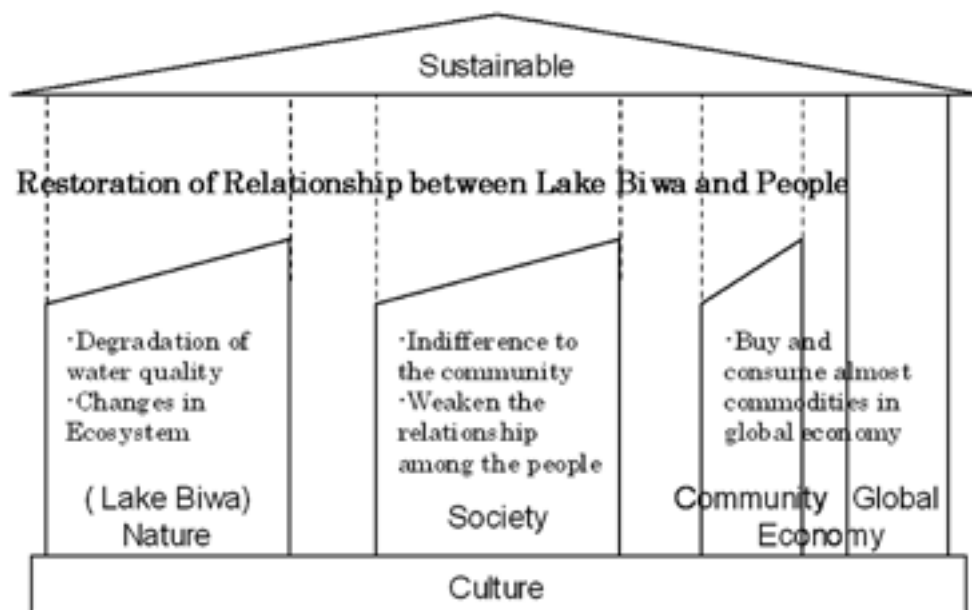 Sustainable
Restoration of Relationship between Lake Biwa and People
·Degradation of
water quality
·Changes in
Ecosystem
(Lake Biwa)
Nature
·Indifference to
the community
·Weaken the
relationship
among the people
Society
·Buy and
consume almost
commodities in
global economy
Community Global
Economy
Culture